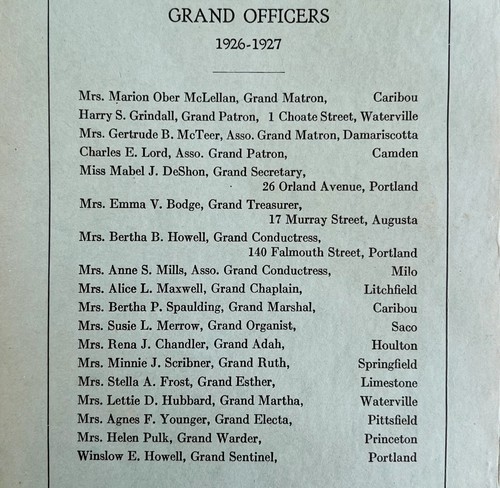 GRAND OFFICERS
1926-1927
Mrs. Marion Ober McLellan, Grand Matron, Caribou
Harry S. Grindall, Grand Patron, 1 Choate Street, Waterville
Mrs. Gertrude B. McTeer, Asso. Grand Matron, Damariscotta
Charles E. Lord, Asso. Grand Patron, Camden
Miss Mabel J. DeShon, Grand Secretary,
26 Orland Avenue, Portland
Mrs. Emma V. Bodge, Grand Treasurer,
17 Murray Street, Augusta
Mrs. Bertha B. Howell, Grand Conductress,
140 Falmouth Street, Portland
Mrs. Anne S. Mills, Asso. Grand Conductress, Milo
Mrs. Alice L. Maxwell, Grand Chaplain, Litchfield
Mrs. Bertha P. Spaulding, Grand Marshal, Caribou
Mrs. Susie L. Merrow, Grand Organist, Saco
Mrs. Rena J. Chandler, Grand Adah, Houlton
Mrs. Minnie J. Scribner, Grand Ruth, Springfield
Mrs. Stella A. Frost, Grand Esther, Limestone
Mrs. Lettie D. Hubbard, Grand Martha, Waterville
Mrs. Agnes F. Younger, Grand Electa, Pittsfield
Mrs. Helen Pulk, Grand Warder, Princeton
Winslow E. Howell, Grand Sentinel, Portland